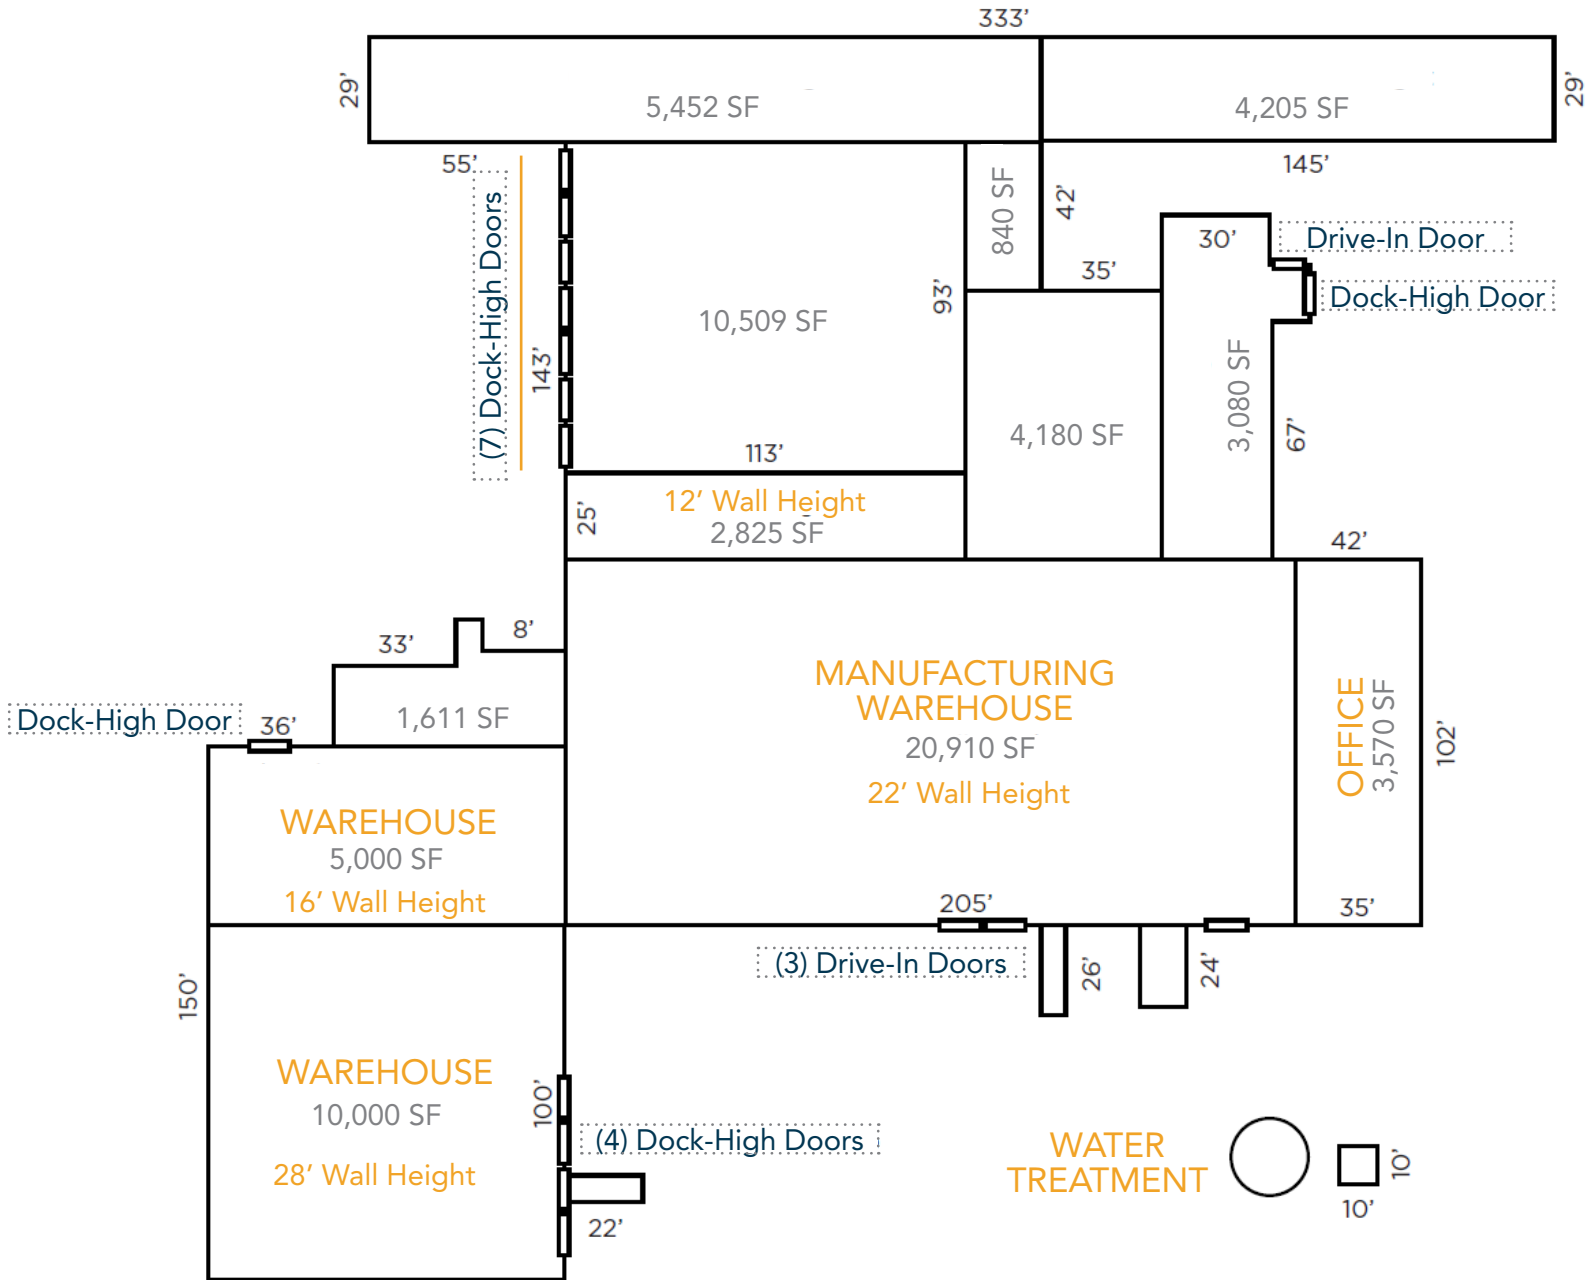 333’
29’
5,452 SF
4,205 SF
29’
55’
145’
(7) Dock-High Doors
143’
10,509 SF
93’
840 SF
42’
35’
30’
Drive-In Door
Dock-High Door
3,080 SF
67’
4,180 SF
113’
25’
12’ Wall Height
2,825 SF
42’
33’
8’
1,611 SF
Dock-High Door
36’
MANUFACTURING
WAREHOUSE
20,910 SF
22’ Wall Height
OFFICE
3,570 SF
102’
WAREHOUSE
5,000 SF
16’ Wall Height
205’
35’
(3) Drive-In Doors
26’
24’
150’
WAREHOUSE
10,000 SF
28’ Wall Height
100’
(4) Dock-High Doors
22’
WATER
TREATMENT
10’
10’